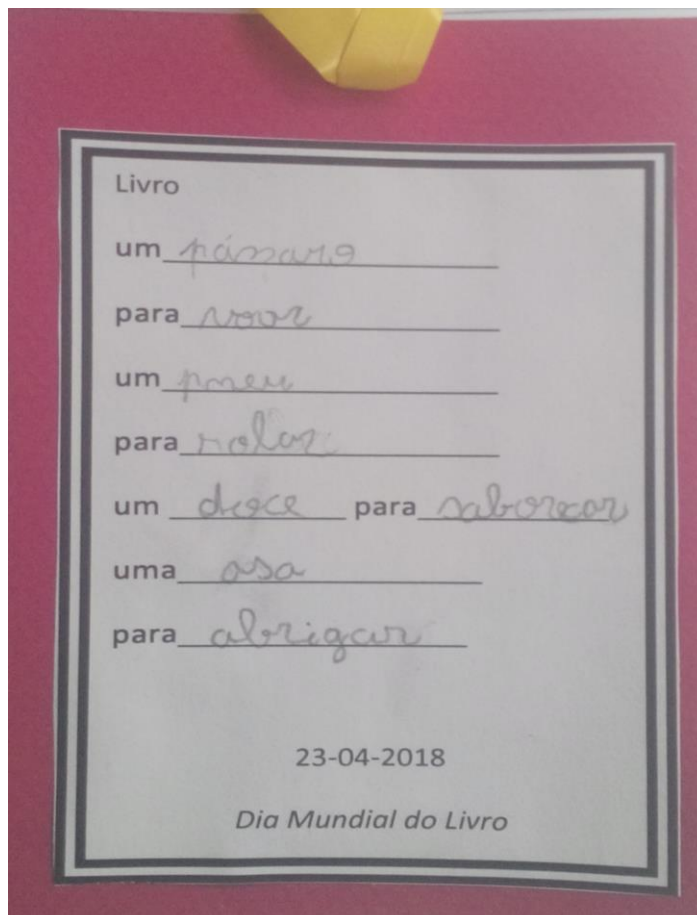 Livro
um pássaro
para voar
um pneu
para rolar
um doce para saborear
uma asa
para abrigar
23-04-2018
Dia Mundial do Livro